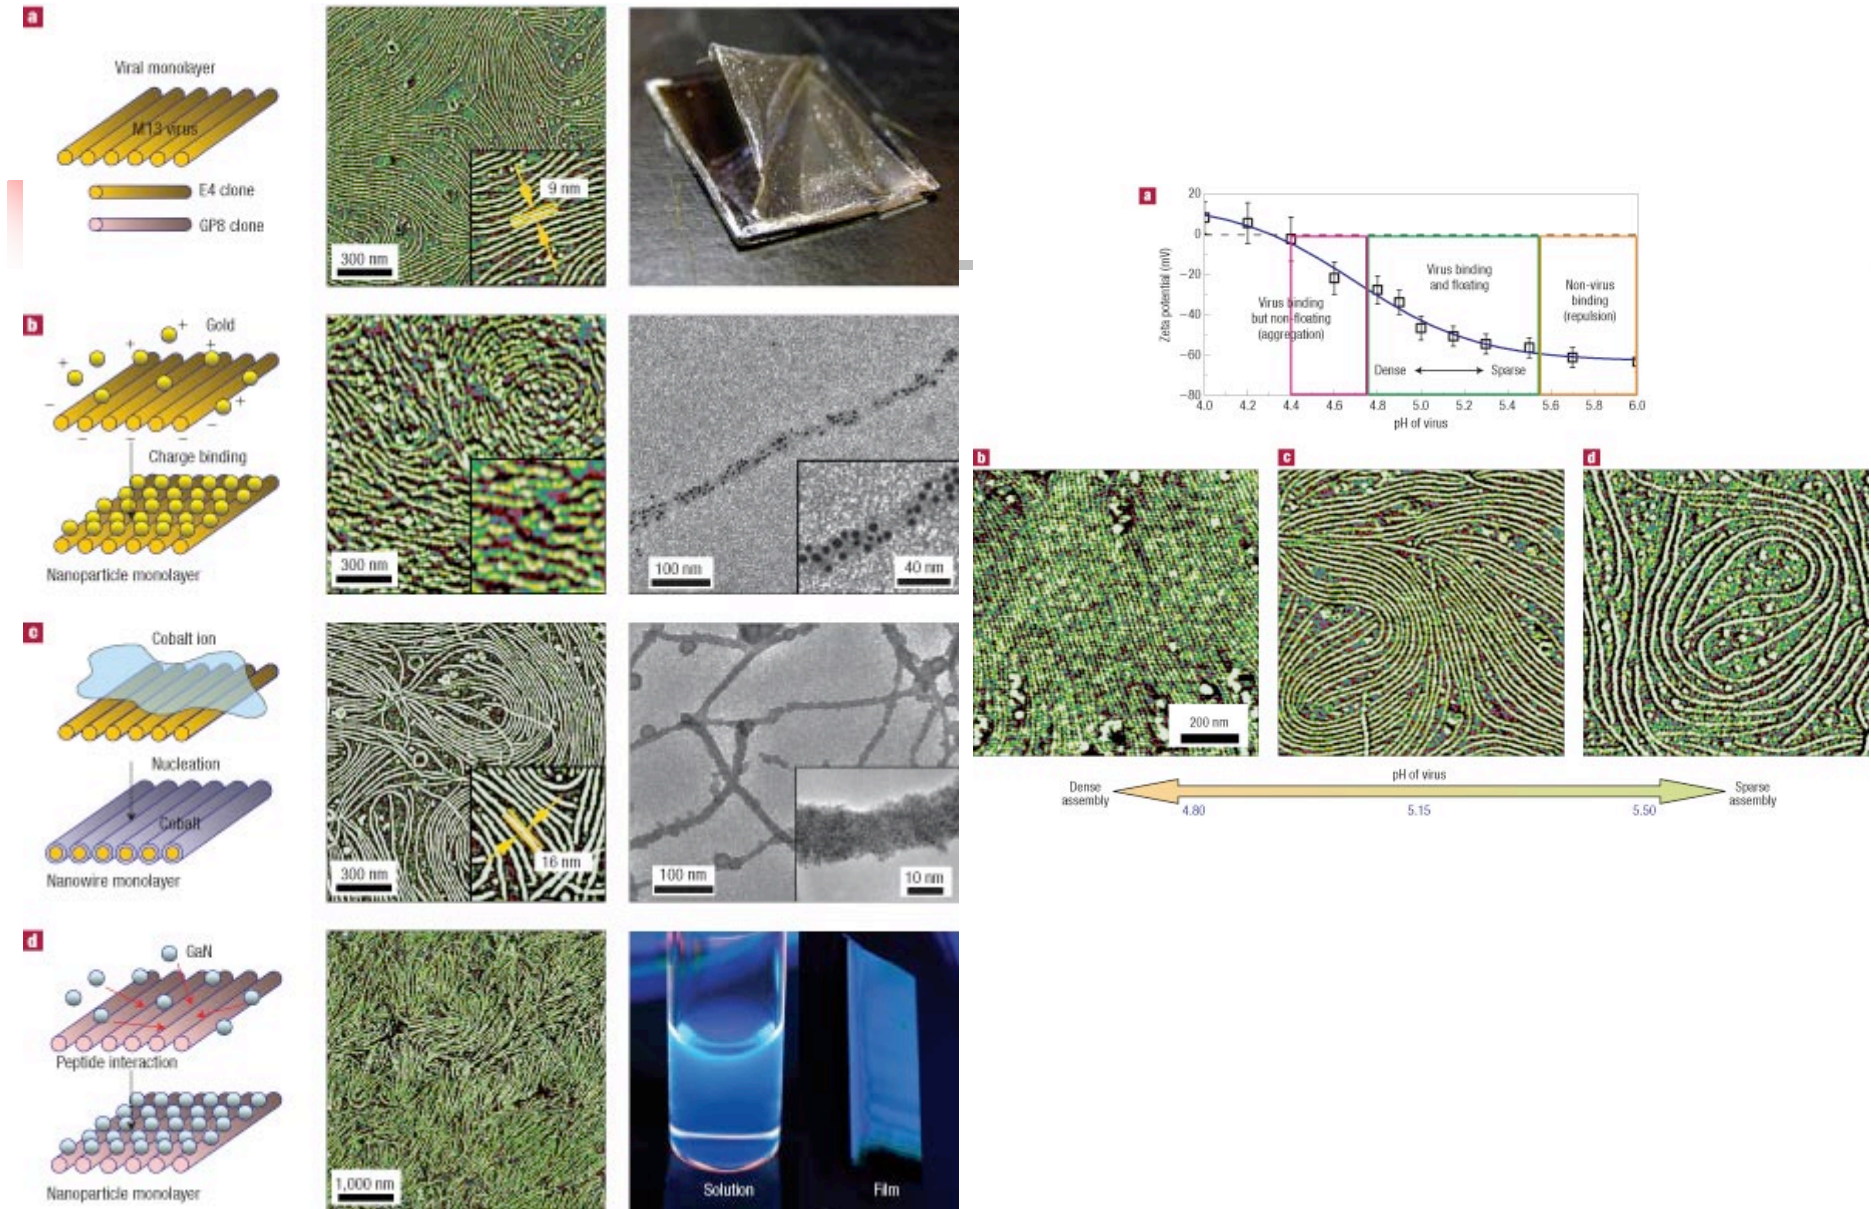 a
Viral monolayer
M13 virus
E4 clone
GP8 clone
300 nm
9 nm
b
Gold
+
+
+
+
+
−
−
−
−
−
Charge binding
Nanoparticle monolayer
300 nm
100 nm
40 nm
c
Cobalt ion
Nucleation
Cobalt
Nanowire monolayer
300 nm
16 nm
100 nm
10 nm
d
GaN
Peptide interaction
Nanoparticle monolayer
1,000 nm
Solution
Film
a
Zeta potential (mV)
20
0
−20
−40
−60
−80
4.0 4.2 4.4 4.6 4.8 5.0 5.2 5.4 5.6 5.8 6.0
pH of virus
Virus binding
but non-floating
(aggregation)
Virus binding
and floating
Dense Sparse
Non-virus
binding
(repulsion)
b
200 nm
c
d
pH of virus
Dense
assembly
4.80 5.15 5.50
Sparse
assembly